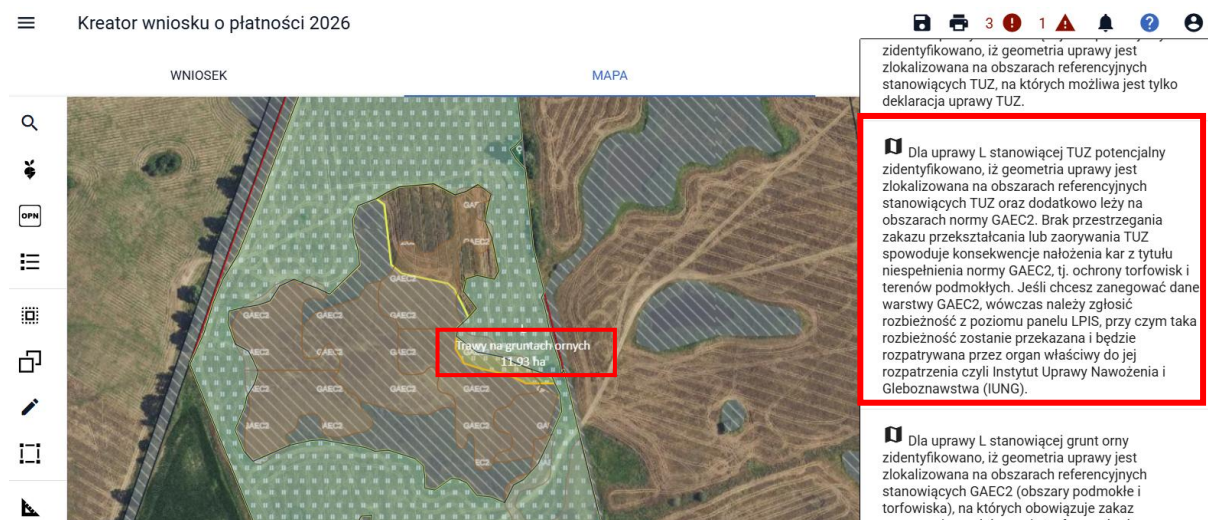 Kreator wniosku o płatności 2026
3
1
WNIOSEK
MAPA
OPN
zidentyfikowano, iż geometria uprawy jest
zlokalizowana na obszarach referencyjnych
stanowiących TUZ, na których możliwa jest tylko
deklaracja uprawy TUZ.
Dla uprawy L stanowiącej TUZ potencjalny
zidentyfikowano, iż geometria uprawy jest
zlokalizowana na obszarach referencyjnych
stanowiących TUZ oraz dodatkowo leży na
obszarach normy GAEC2. Brak przestrzegania
zakazu przekształcania lub zaorywania TUZ
spowoduje konsekwencje nałożenia kar z tytułu
niespełnienia normy GAEC2, tj. ochrony torfowisk i
terenów podmokłych. Jeśli chcesz zanegować dane
warstwy GAEC2, wówczas należy zgłosić
rozbieżność z poziomu panelu LPIS, przy czym taka
rozbieżność zostanie przekazana i będzie
rozpatrywana przez organ właściwy do jej
rozpatrzenia czyli Instytut Uprawy Nawożenia i
Gleboznawstwa (IUNG).
Dla uprawy L stanowiącej grunt orny
zidentyfikowano, iż geometria uprawy jest
zlokalizowana na obszarach referencyjnych
stanowiących GAEC2 (obszary podmokłe i
torfowiska), na których obowiązuje zakaz
GAEC2
GAEC2 GAEC2 GAEC2 GAEC2
GAEC2 GAEC2 GAEC2
Trawy na gruntach ornych
11.93 ha
GAEC2 GAEC2 GAEC2 GAEC2
GAEC2 GAEC2